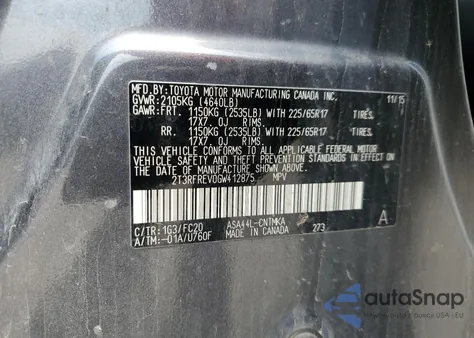 MFD.BY:TOYOTA MOTOR MANUFACTURING CANADA INC. 11/15
GVWR:2105KG (4640LB)
GAWR:FRT. 1150KG (2535LB) WITH 225/65R17 TIRES,
17X7.0J RIMS.
RR. 1150KG (2535LB) WITH 225/65R17 TIRES,
17X7.0J RIMS.
THIS VEHICLE CONFORMS TO ALL APPLICABLE FEDERAL MOTOR
VEHICLE SAFETY AND THEFT PREVENTION STANDARDS IN EFFECT
ON THE DATE OF MANUFACTURE SHOWN ABOVE.
2T3RFREV0GW412875 MPV
C/TR:1G3/FC20 ASA44L-CNTMKA A
A/TM:-01A/U760F MADE IN CANADA 273
autoSnap